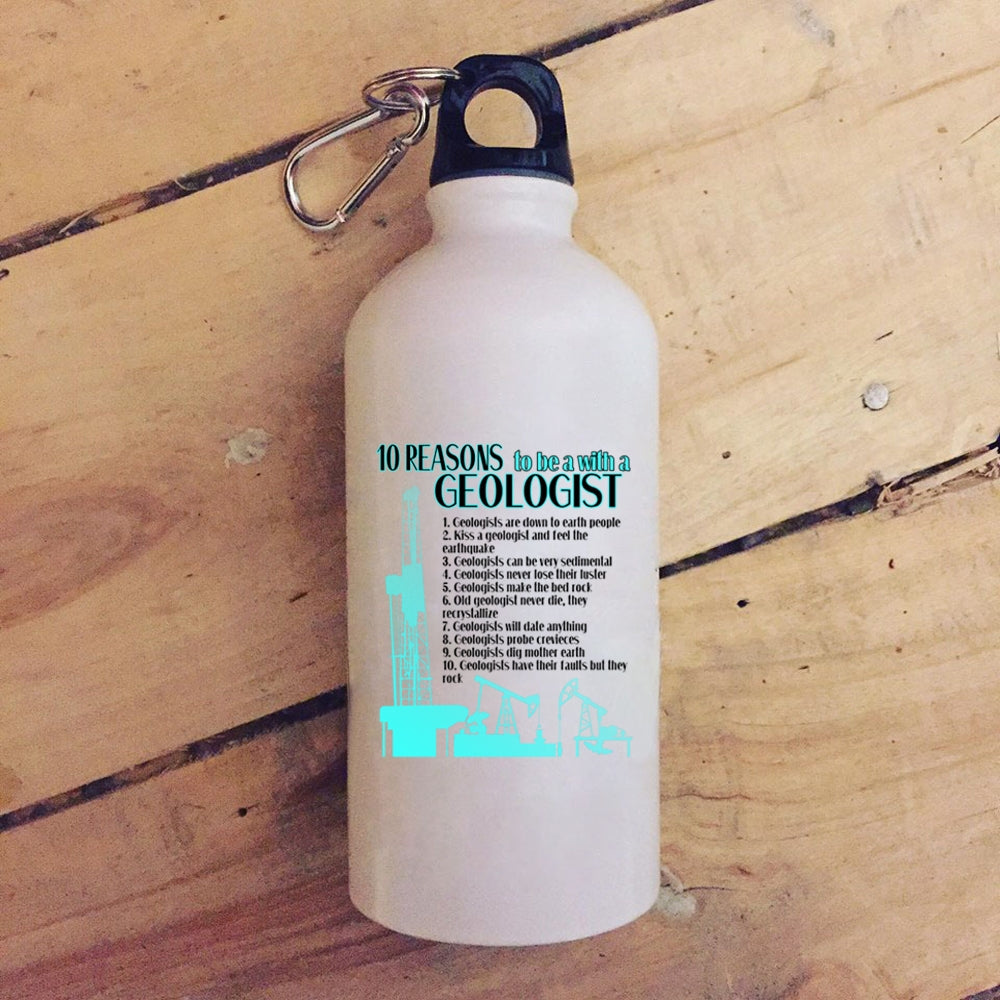 10 REASONS to be a with a
GEOLOGIST
1. Geologists are down to earth people
2. Kiss a geologist and feel the
earthquake
3. Geologists can be very sedimental
4. Geologists never lose their luster
5. Geologists make the bed rock
6. Old geologist never die, they
recrystallize
7. Geologists will date anything
8. Geologists probe crevieces
9. Geologists dig mother earth
10. Geologists have their faults but they
rock